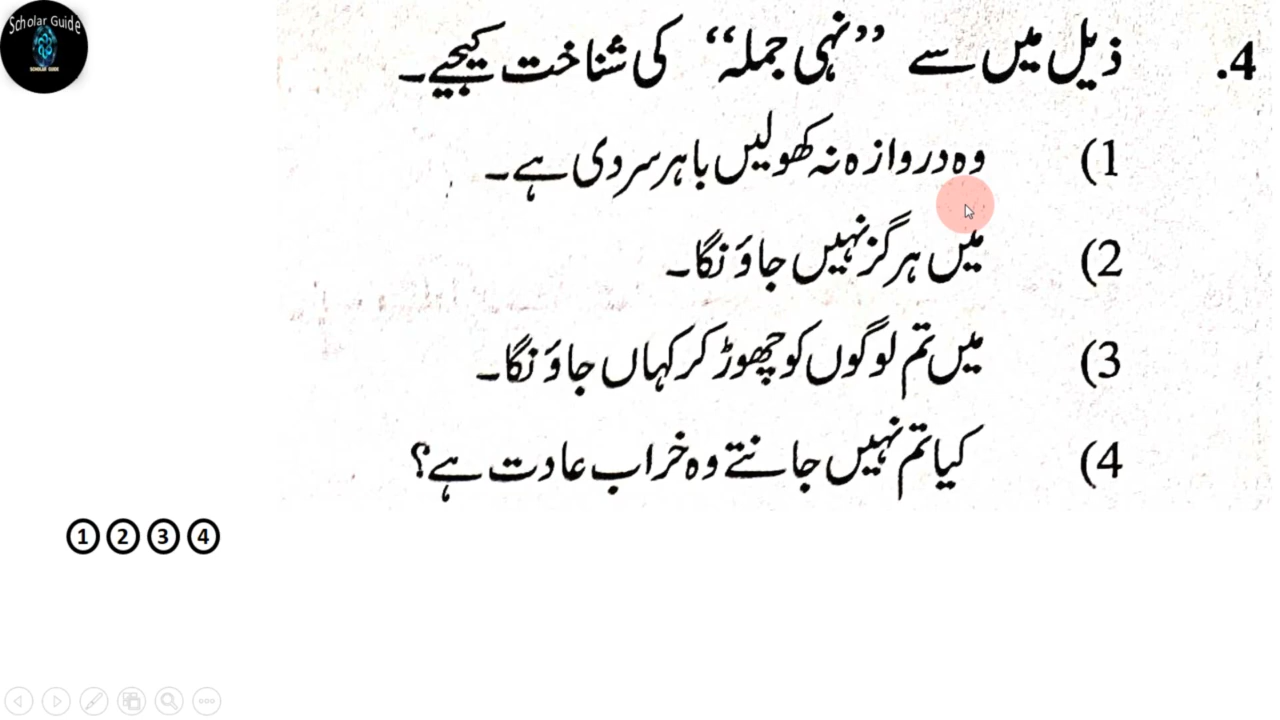 Scholar Guide
SCHOLAR GUIDE
4. ذیل میں سے ”نہی جملہ“ کی شناخت کیجیے۔
1) وہ دروازہ نہ کھولیں باہر سردی ہے۔
2) میں ہرگز نہیں جاؤنگا۔
3) میں تم لوگوں کو چھوڑ کر کہاں جاؤنگا۔
4) کیا تم نہیں جانتے وہ خراب عادت ہے؟
① ② ③ ④